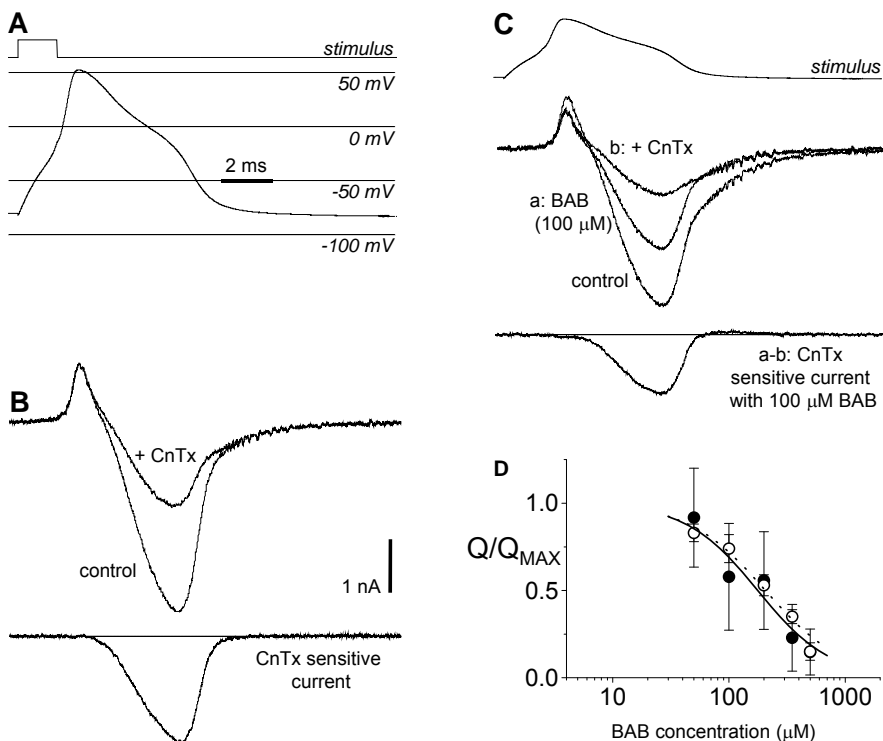 A
stimulus
50 mV
0 mV
2 ms
-50 mV
-100 mV
B
+ CnTx
control
1 nA
CnTx sensitive
current
C
stimulus
b: + CnTx
a: BAB
(100 µM)
control
a-b: CnTx
sensitive current
with 100 µM BAB
D
1.0
Q/QMAX
0.5
0.0
10
100
1000
BAB concentration (µM)